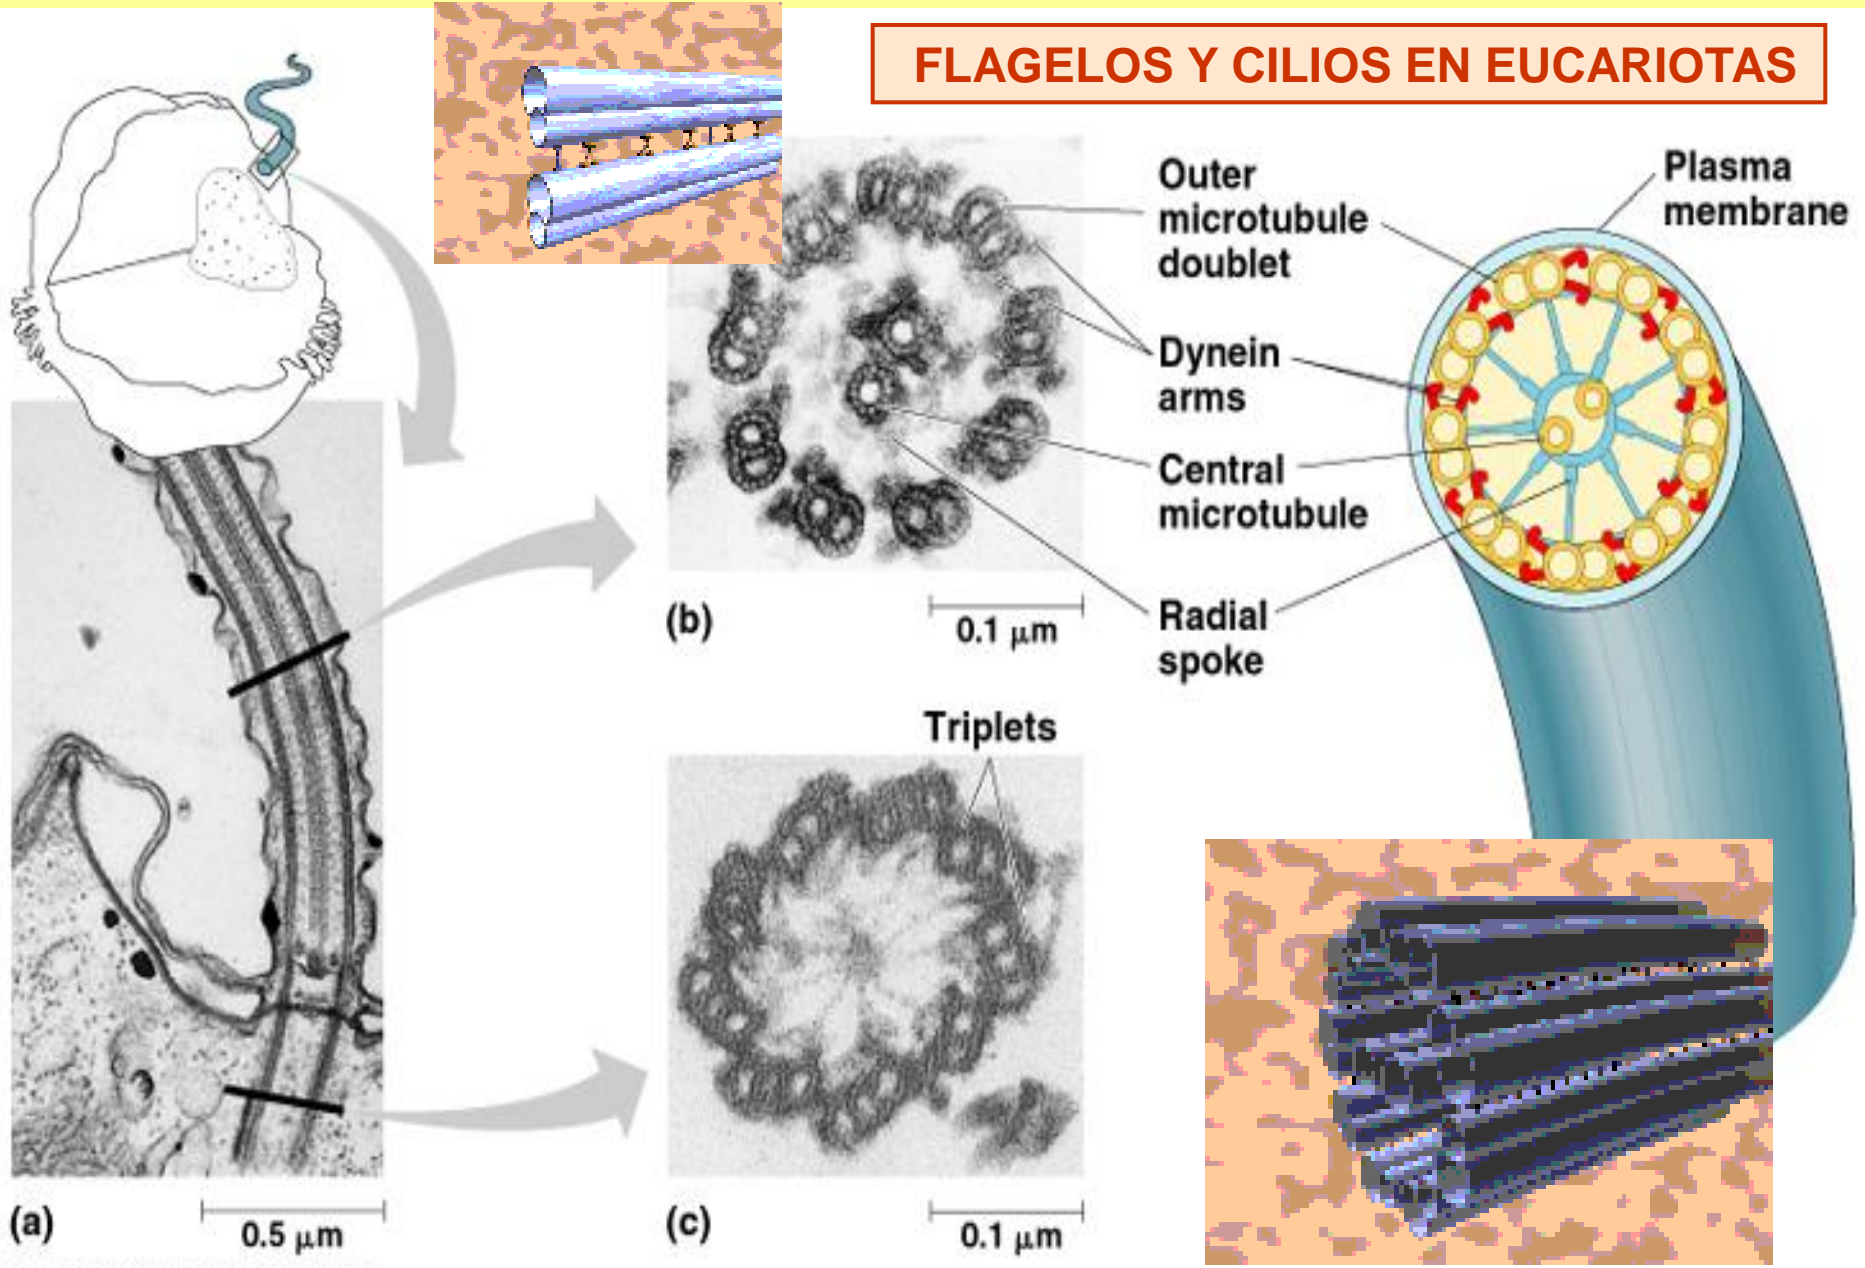 FLAGELOS Y CILIOS EN EUCARIOTAS
Outer
microtubule
doublet
Plasma
membrane
Dynein
arms
Central
microtubule
Radial
spoke
(b)
0.1 μm
Triplets
(a)
0.5 μm
(c)
0.1 μm